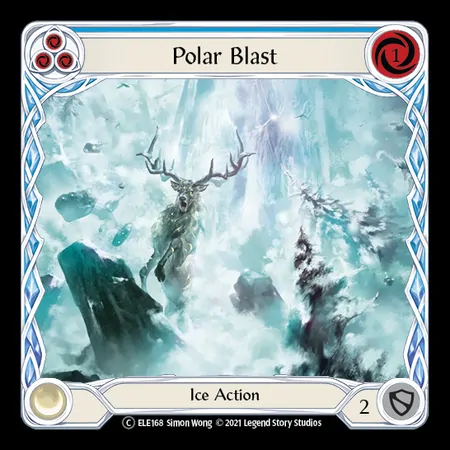 Polar Blast
1
Ice Action
2
C ELE168 Simon Wong © 2021 Legend Story Studios